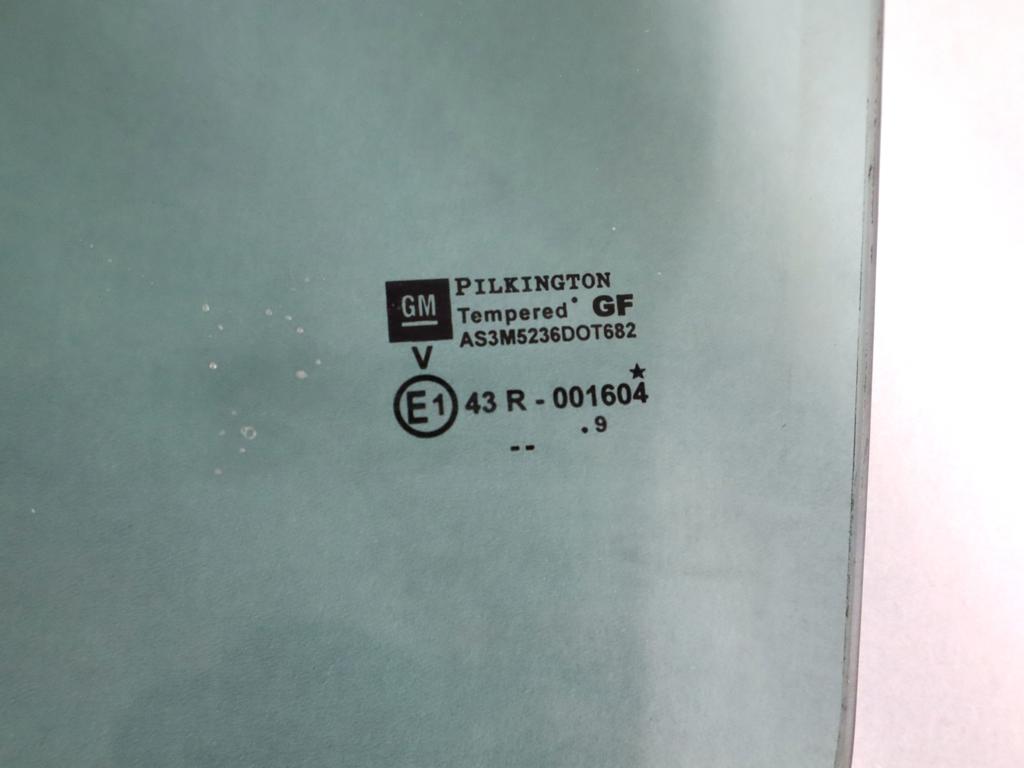 GM
PILKINGTON
Tempered GF
AS3M5236DOT682
V
E1 43 R - 001604
. 9
--